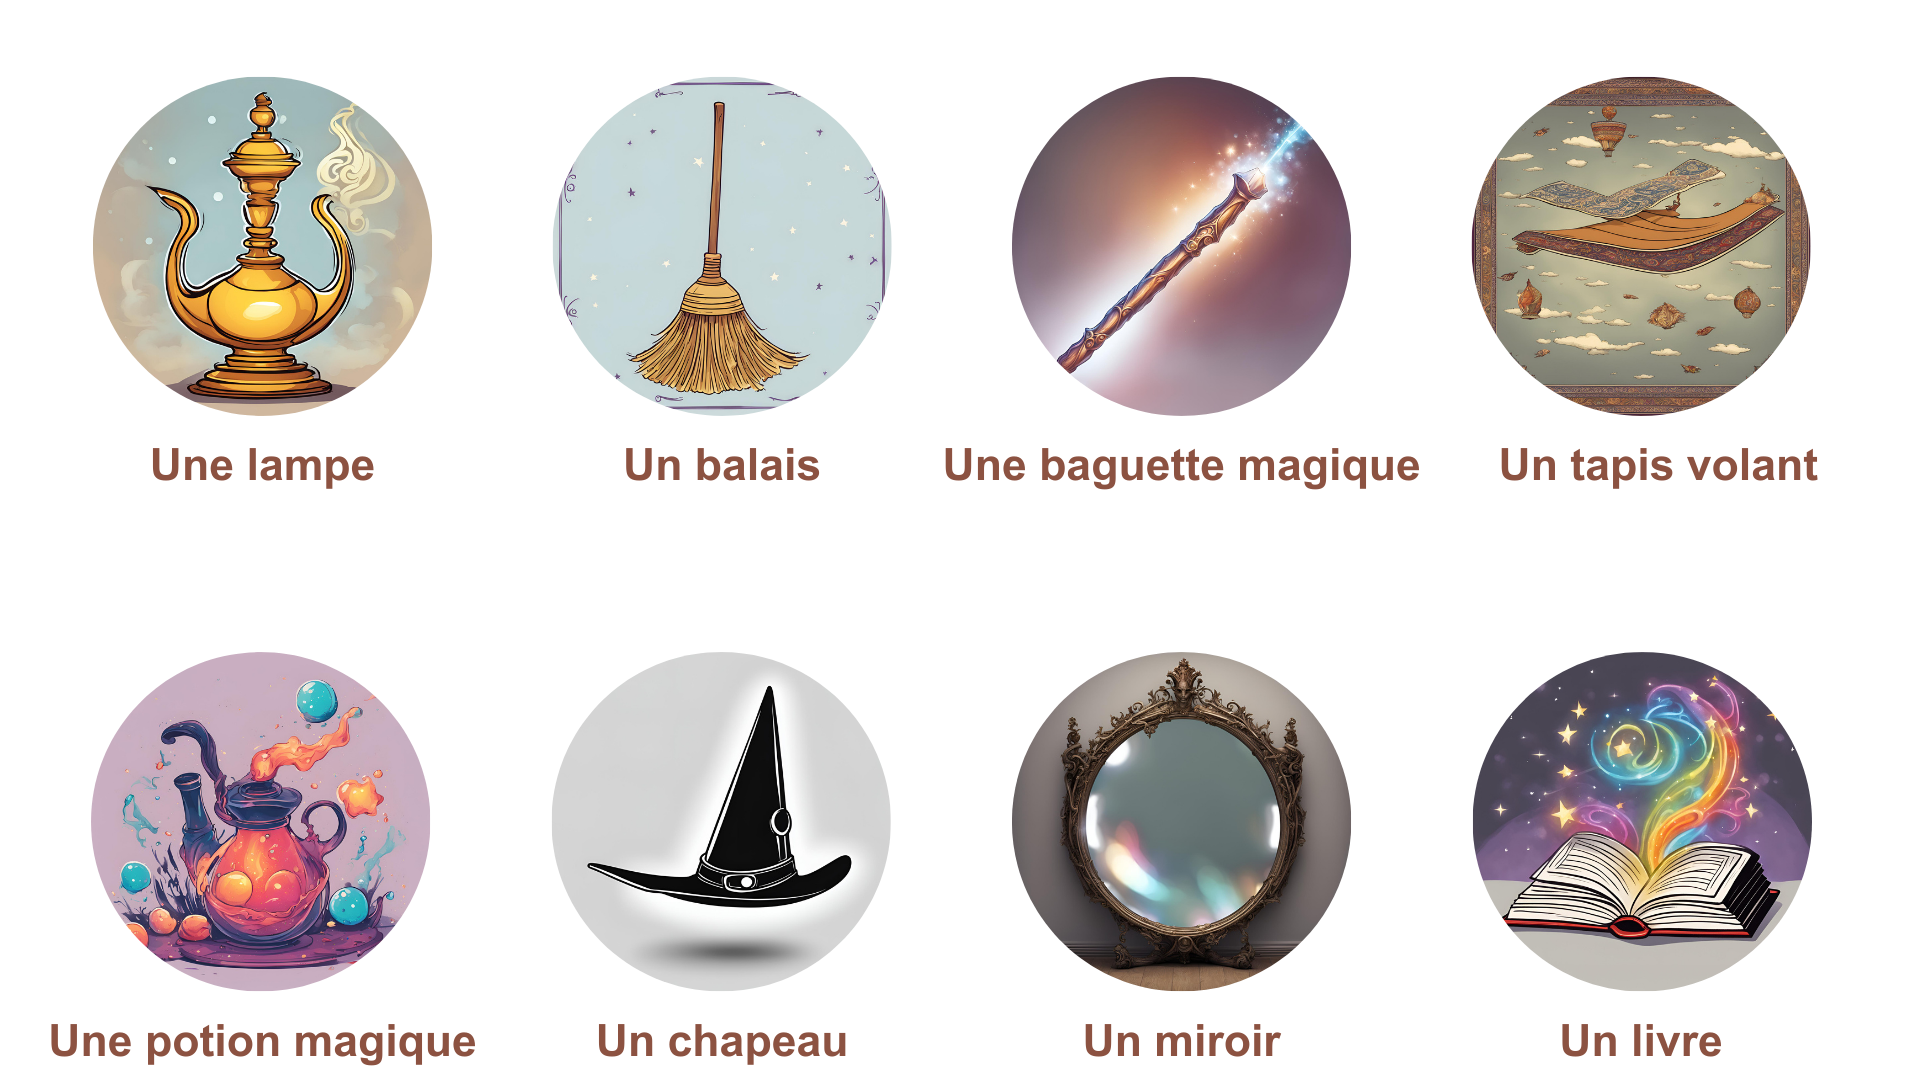 Une lampe
Un balais
Une baguette magique
Un tapis volant
Une potion magique
Un chapeau
Un miroir
Un livre